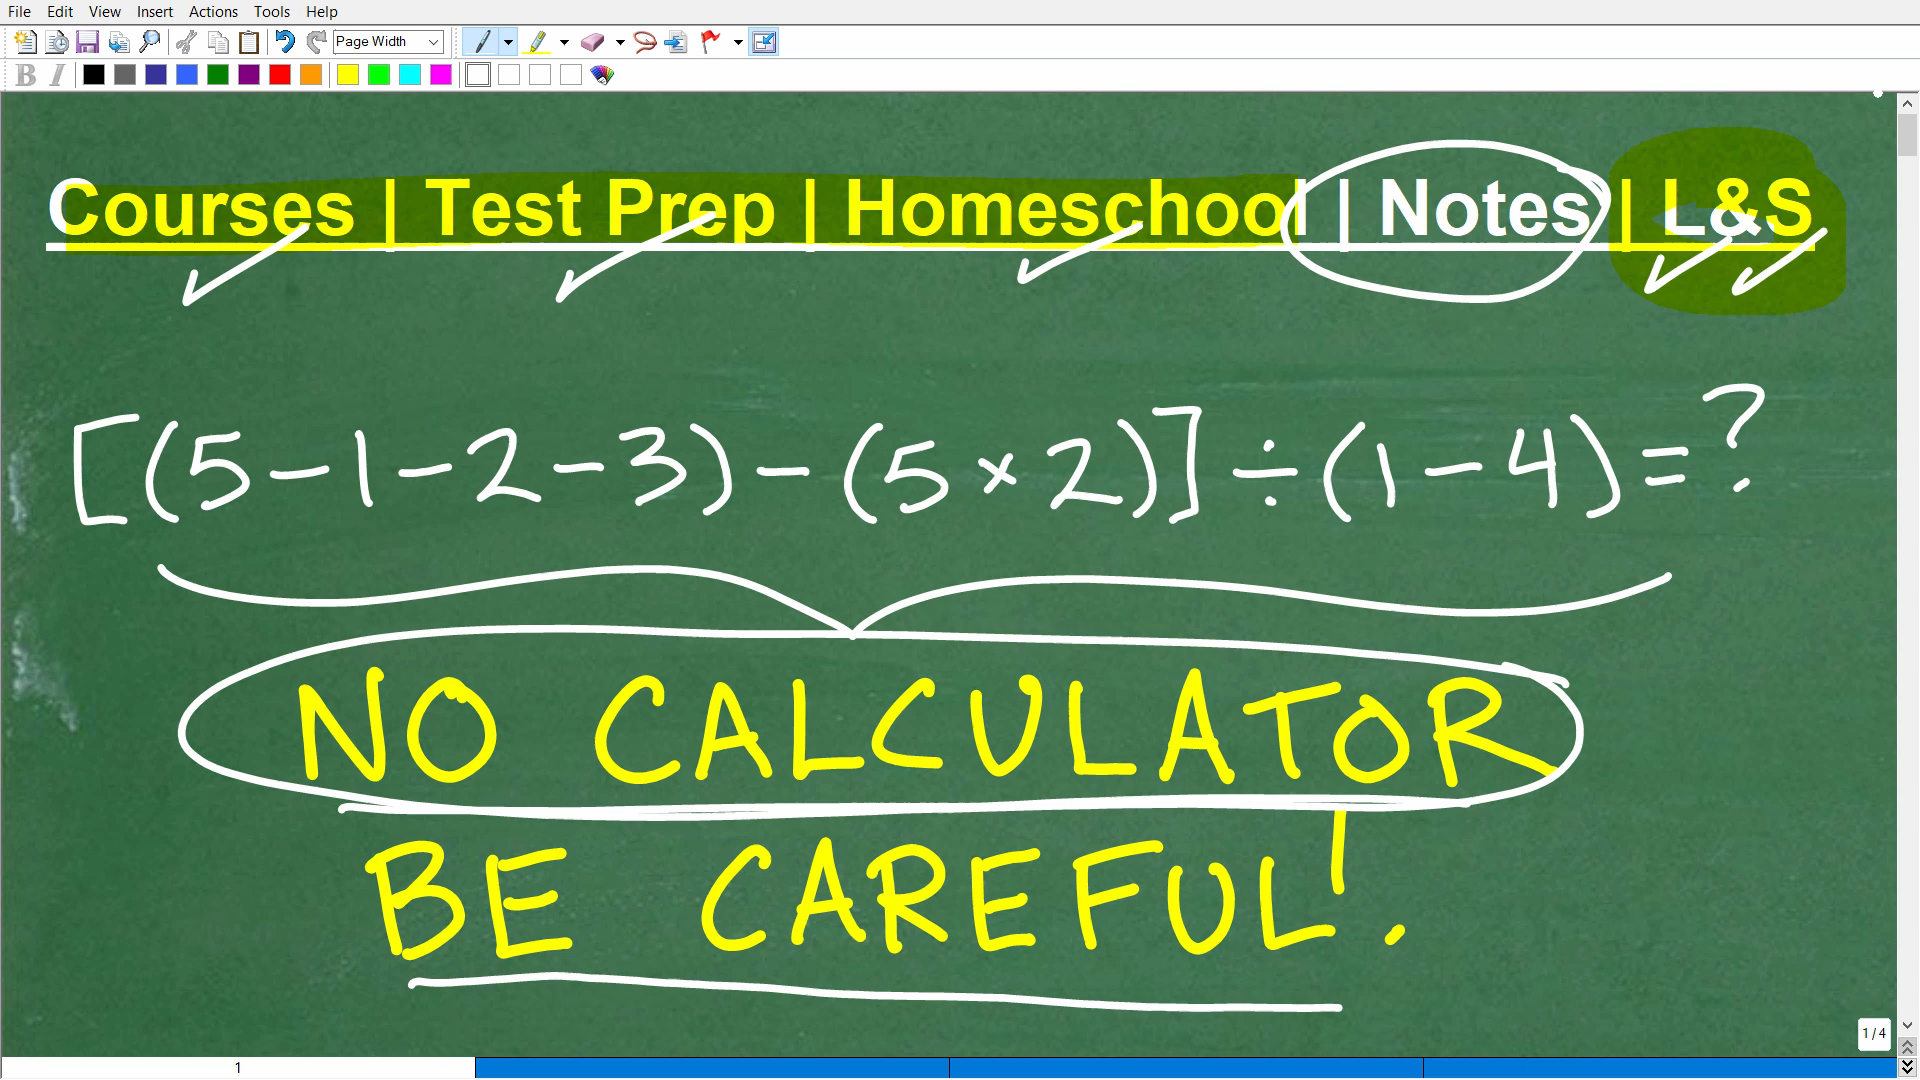 File Edit View Insert Actions Tools Help
Page Width
B I
Courses | Test Prep | Homeschool | Notes | L&S
[(5-1-2-3)-(5×2)]÷(1-4)=?
NO CALCULATOR
BE CAREFUL!.
1 / 4
1